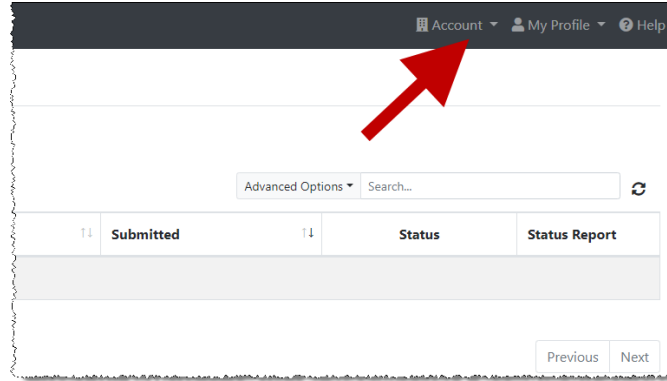 Account My Profile Help
Advanced Options Search...
Submitted Status Status Report
Previous Next